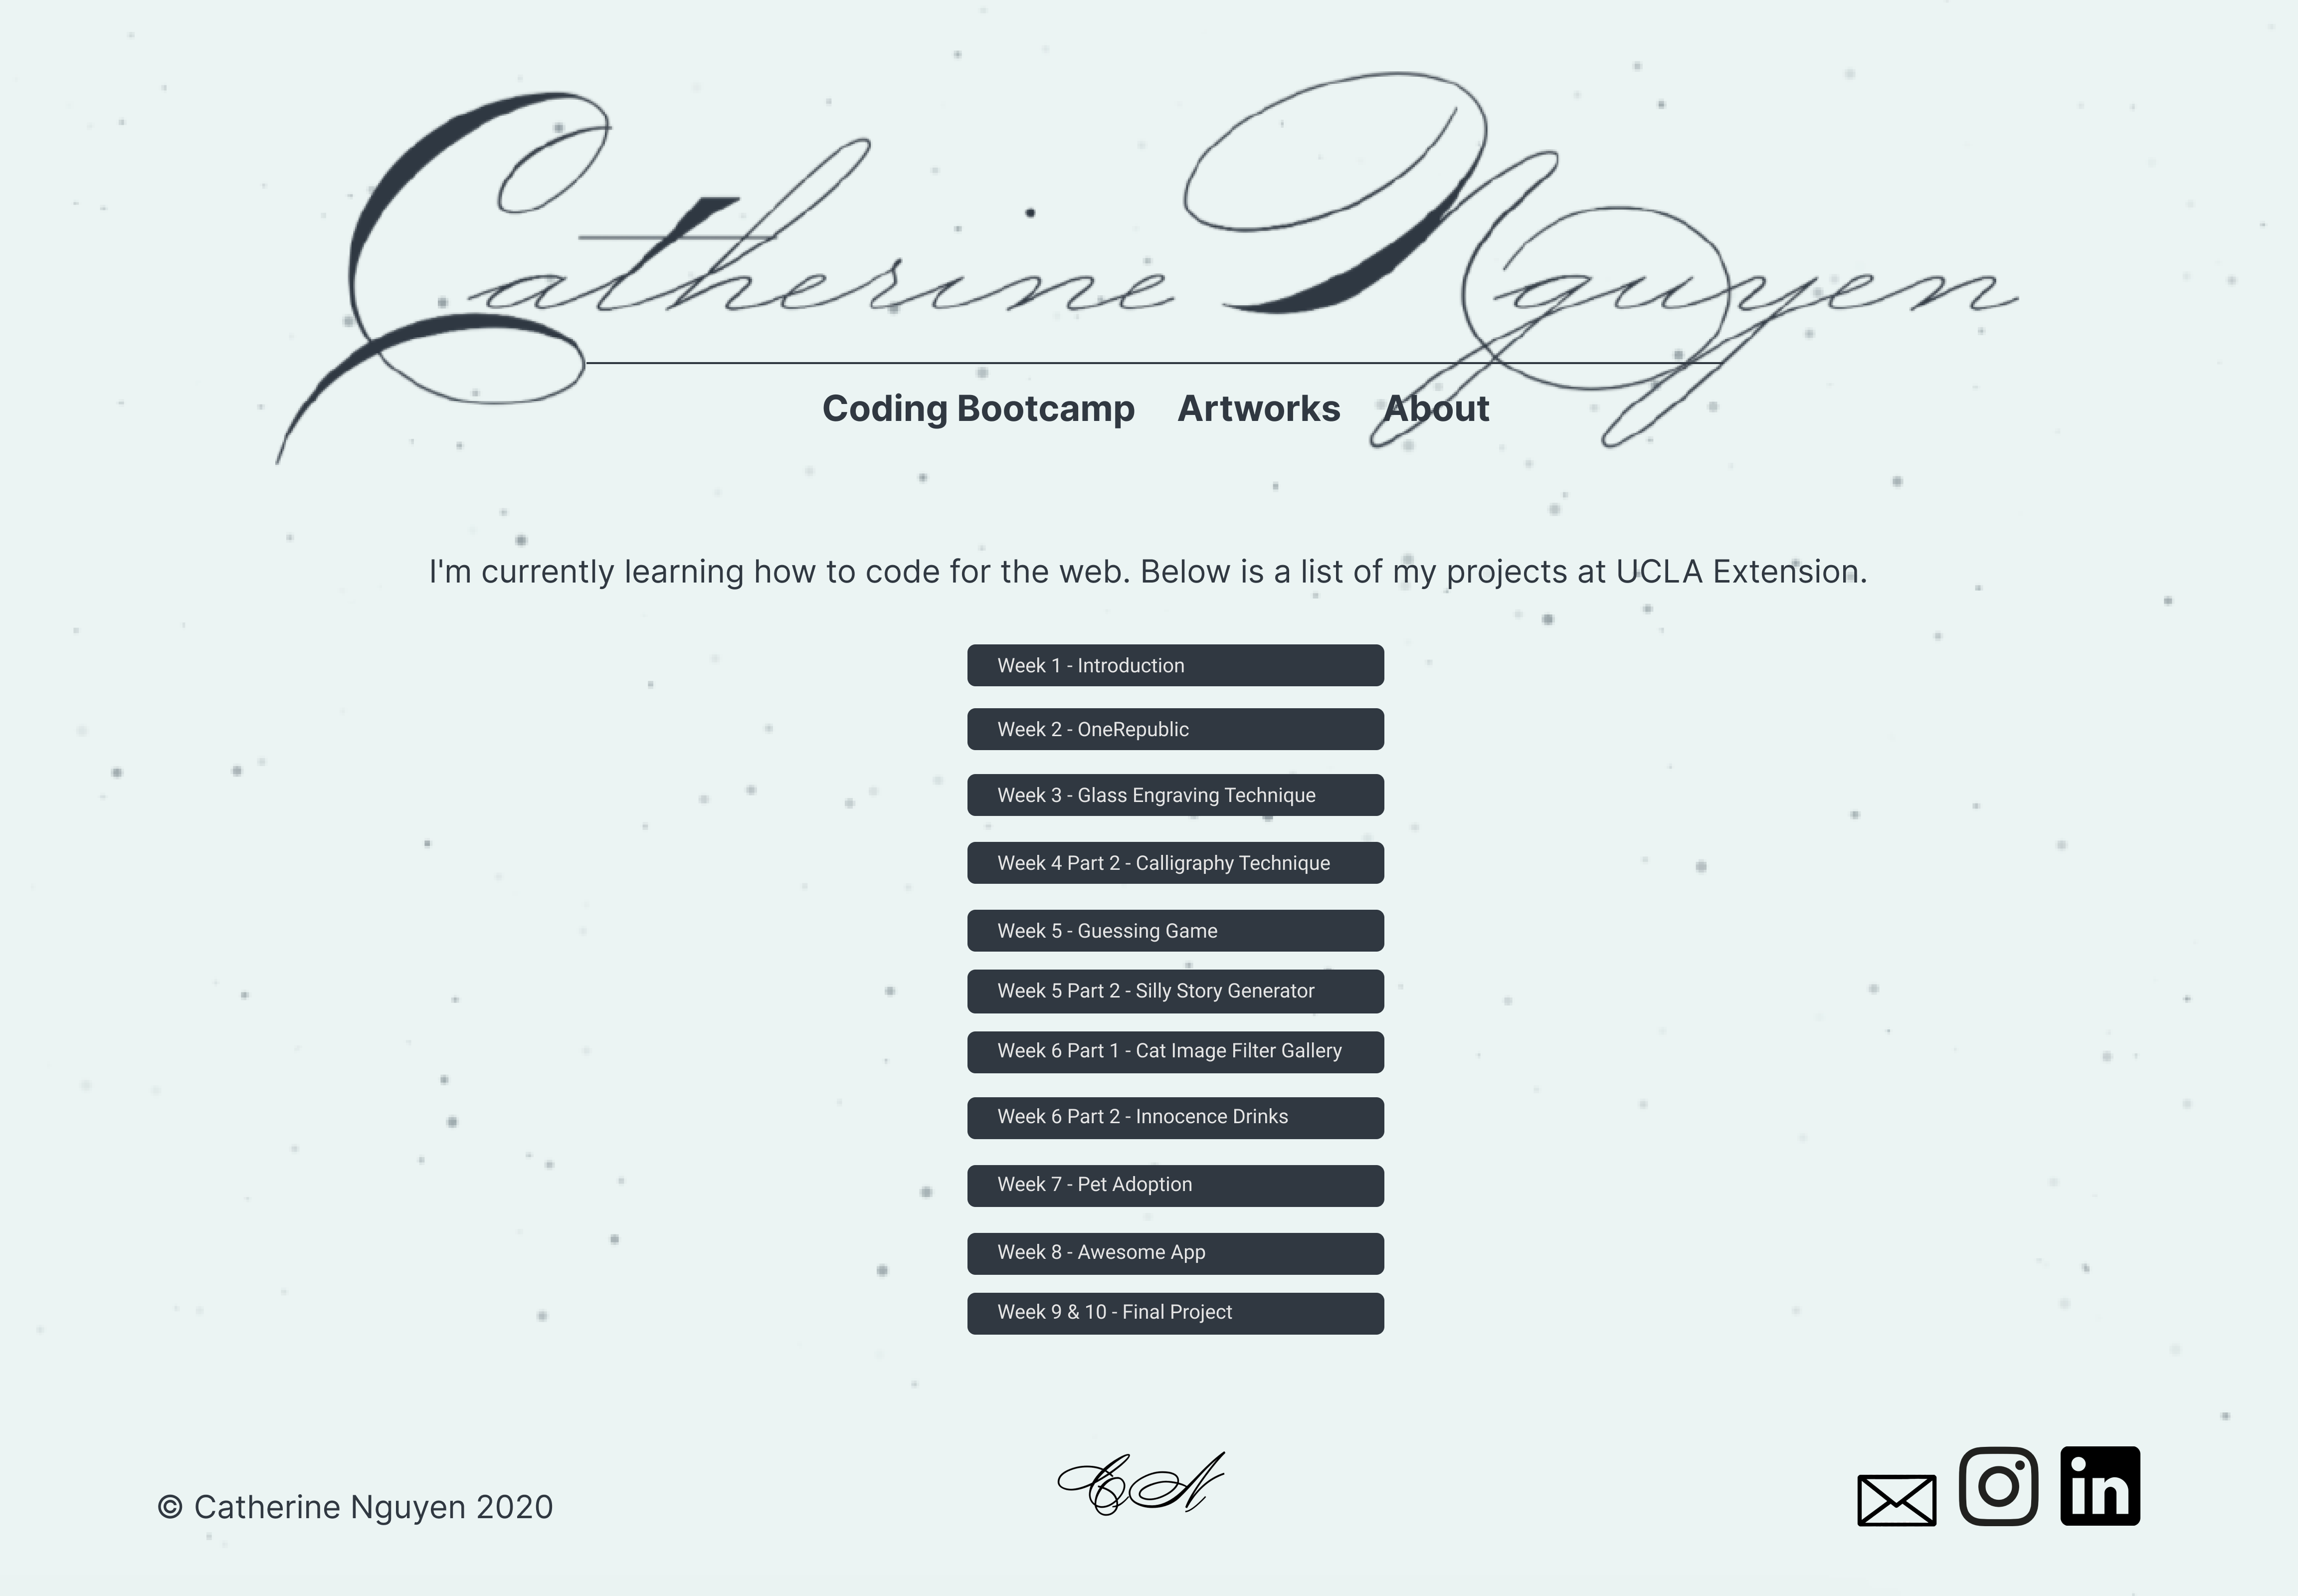 Catherine Nguyen
Coding Bootcamp Artworks About
I'm currently learning how to code for the web. Below is a list of my projects at UCLA Extension.
Week 1 - Introduction
Week 2 - OneRepublic
Week 3 - Glass Engraving Technique
Week 4 Part 2 - Calligraphy Technique
Week 5 - Guessing Game
Week 5 Part 2 - Silly Story Generator
Week 6 Part 1 - Cat Image Filter Gallery
Week 6 Part 2 - Innocence Drinks
Week 7 - Pet Adoption
Week 8 - Awesome App
Week 9 & 10 - Final Project
© Catherine Nguyen 2020
in